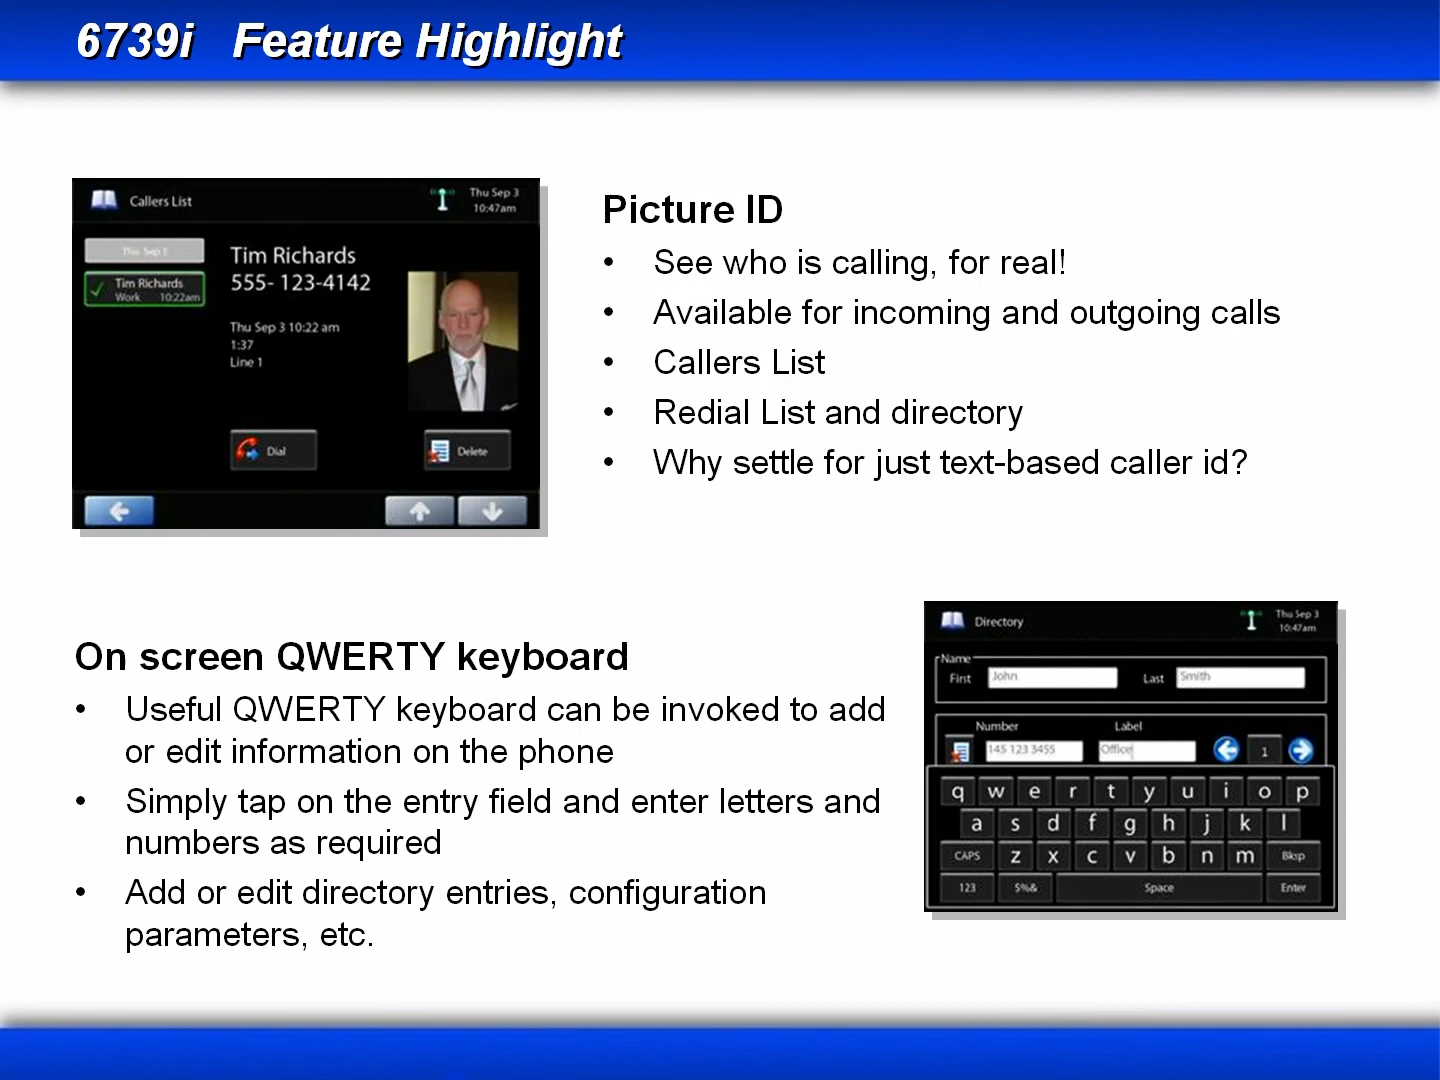 6739i Feature Highlight
Callers List
Thu Sep 3
10:47am
Thu Sep 3
Tim Richards
Work 10:22am
Tim Richards
555- 123-4142
Thu Sep 3 10:22 am
1:37
Line 1
Dial
Delete
Picture ID
• See who is calling, for real!
• Available for incoming and outgoing calls
• Callers List
• Redial List and directory
• Why settle for just text-based caller id?
On screen QWERTY keyboard
• Useful QWERTY keyboard can be invoked to add
or edit information on the phone
• Simply tap on the entry field and enter letters and
numbers as required
• Add or edit directory entries, configuration
parameters, etc.
Directory
Thu Sep 3
10:47am
Name
First John Last Smith
Number Label
145 123 3455 Office 1
q w e r t y u i o p
a s d f g h j k l
CAPS z x c v b n m Bksp
123 $%& Space Enter